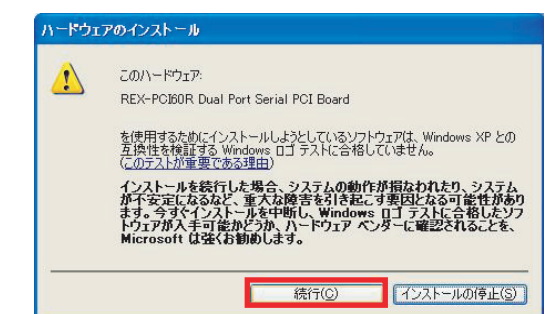 ハードウェアのインストール
このハードウェア:
REX-PCI60R Dual Port Serial PCI Board
を使用するためにインストールしようとしているソフトウェアは、Windows XP との
互換性を検証する Windows ロゴ テストに合格していません。
(このテストが重要である理由)
インストールを続行した場合、システムの動作が損なわれたり、システム
が不安定になるなど、重大な障害を引き起こす要因となる可能性があり
ます。今すぐインストールを中断し、Windows ロゴ テストに合格したソフ
トウェアが入手可能かどうか、ハードウェア ベンダーに確認されることを、
Microsoft は強くお勧めします。
続行(C)
インストールの停止(S)